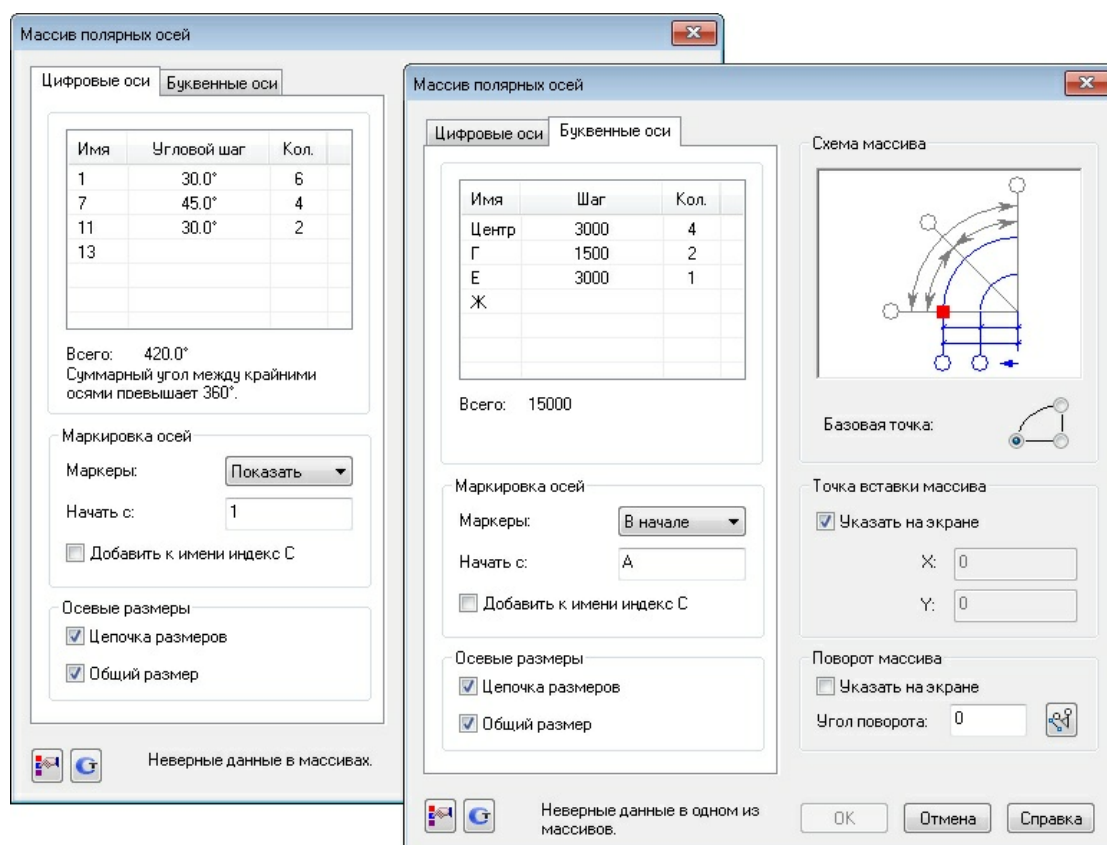 Массив полярных осей
Цифровые оси Буквенные оси
Имя Угловой шаг Кол.
1 30.0° 6
7 45.0° 4
11 30.0° 2
13
Всего: 420.0°
Суммарный угол между крайними
осями превышает 360°.
Маркировка осей
Маркеры: Показать
Начать с: 1
Добавить к имени индекс С
Осевые размеры
Цепочка размеров
Общий размер
Неверные данные в массивах.
Массив полярных осей
Цифровые оси Буквенные оси
Имя Шаг Кол.
Центр 3000 4
Г 1500 2
Е 3000 1
Ж
Всего: 15000
Маркировка осей
Маркеры: В начале
Начать с: А
Добавить к имени индекс С
Осевые размеры
Цепочка размеров
Общий размер
Схема массива
Базовая точка:
Точка вставки массива
Указать на экране
X: 0
Y: 0
Поворот массива
Указать на экране
Угол поворота: 0
Неверные данные в одном из
массивов.
OK Отмена Справка